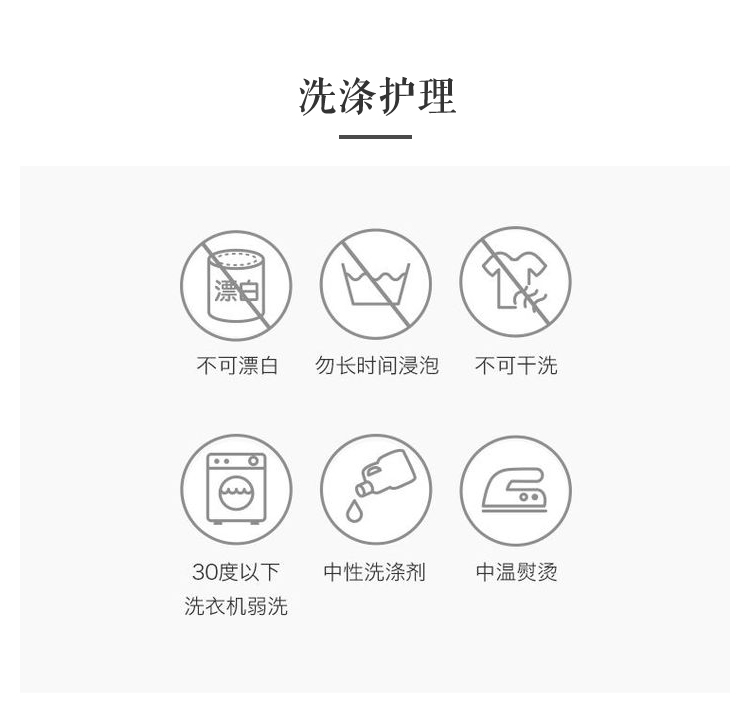 洗涤护理
漂白
不可漂白 勿长时间浸泡 不可干洗
30度以下 中性洗涤剂 中温熨烫
洗衣机弱洗